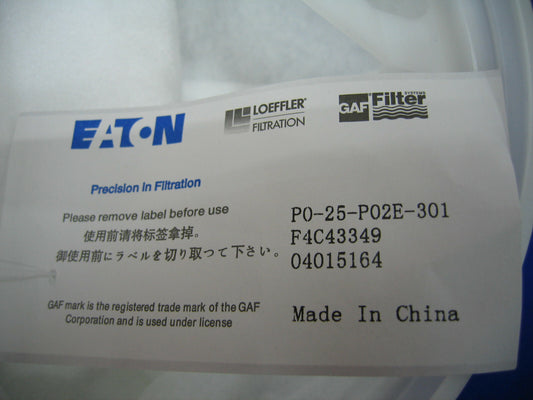 EATON
LOEFFLER®
FILTRATION
GAF Filter SYSTEMS
Precision in Filtration
Please remove label before use
使用前请将标签拿掉。
御使用前にラベルを切り取つて下さい。
PO-25-PO2E-301
F4C43349
04015164
GAF mark is the registered trade mark of the GAF
Corporation and is used under license
Made In China